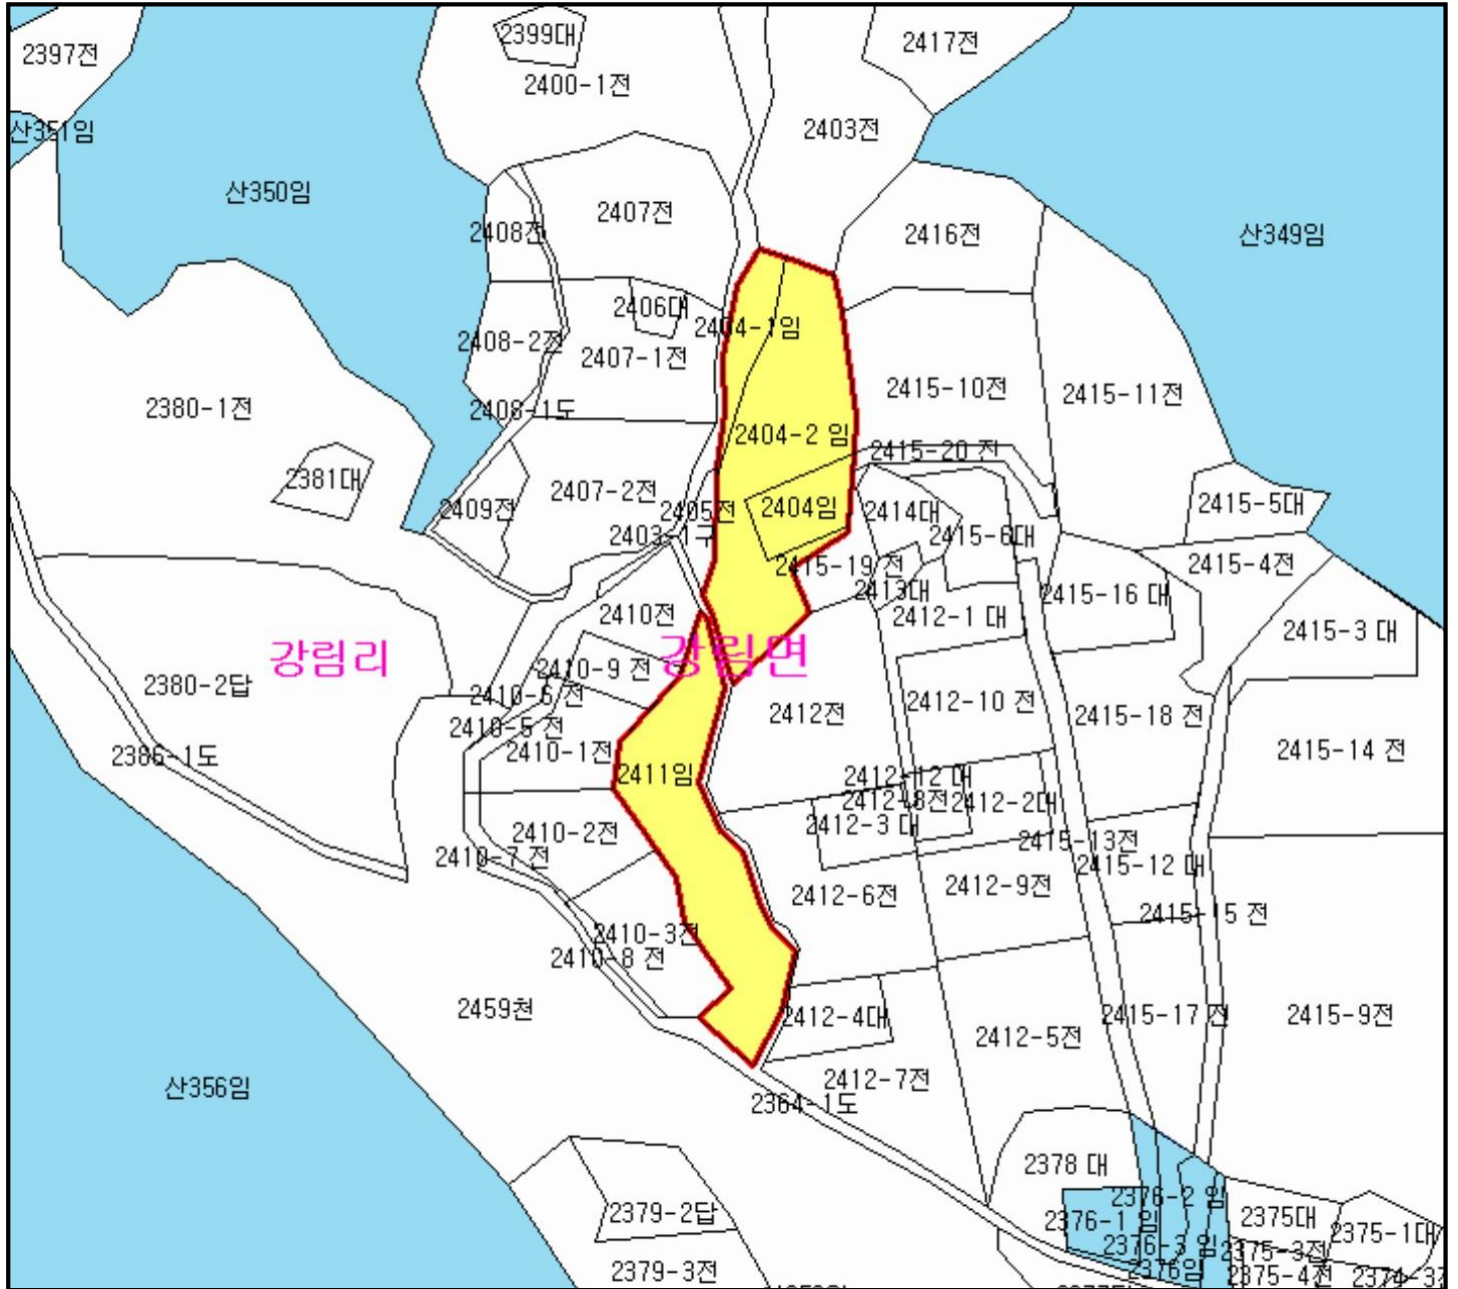 2397전
2399대
2417전
2400-1전
산351임
2403전
산350임
2407전
2408전
2416전
산349임
2406대
2404-1임
2408-2전
2407-1전
2415-10전
2415-11전
2380-1전
2408-1도
2404-2 임
2415-20 전
2381대
2407-2전
2409전
2405전
2404임
2414대
2415-5대
2403-1구
2415-6대
2415-19 전
2415-4전
2413대
2415-16 대
2410전
2412-1 대
2415-3 대
강림리
강림면
2410-9 전
2380-2답
2410-6 전
2412-10 전
2412전
2415-18 전
2410-5 전
2386-1도
2410-1전
2415-14 전
2411임
2412-12 대
2412-8전
2412-2대
2412-3 대
2410-2전
2415-13전
2410-7 전
2415-12 대
2412-6전
2412-9전
2415-15 전
2410-3전
2410-8 전
2459천
2412-4대
2415-17 전
2415-9전
2412-5전
2412-7전
산356임
2364-1도
2378 대
2376-2 임
2379-2답
2376-1 임
2375대
2375-1대
2376-3 임
2375-3전
2379-3전
2376임
2375-4전